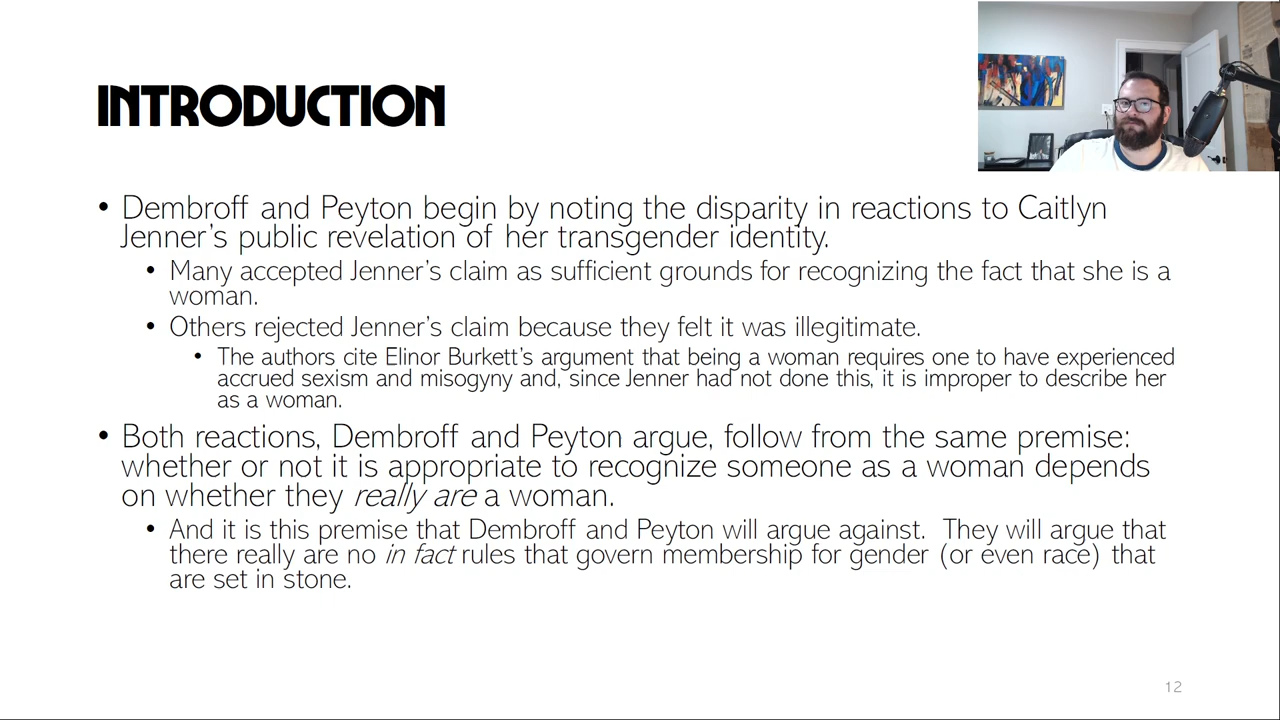 INTRODUCTION
• Dembroff and Peyton begin by noting the disparity in reactions to Caitlyn
Jenner's public revelation of her transgender identity.
• Many accepted Jenner's claim as sufficient grounds for recognizing the fact that she is a
woman.
• Others rejected Jenner's claim because they felt it was illegitimate.
• The authors cite Elinor Burkett's argument that being a woman requires one to have experienced
accrued sexism and misogyny and, since Jenner had not done this, it is improper to describe her
as a woman.
• Both reactions, Dembroff and Peyton argue, follow from the same premise:
whether or not it is appropriate to recognize someone as a woman depends
on whether they really are a woman.
• And it is this premise that Dembroff and Peyton will argue against. They will argue that
there really are no in fact rules that govern membership for gender (or even race) that
are set in stone.
12